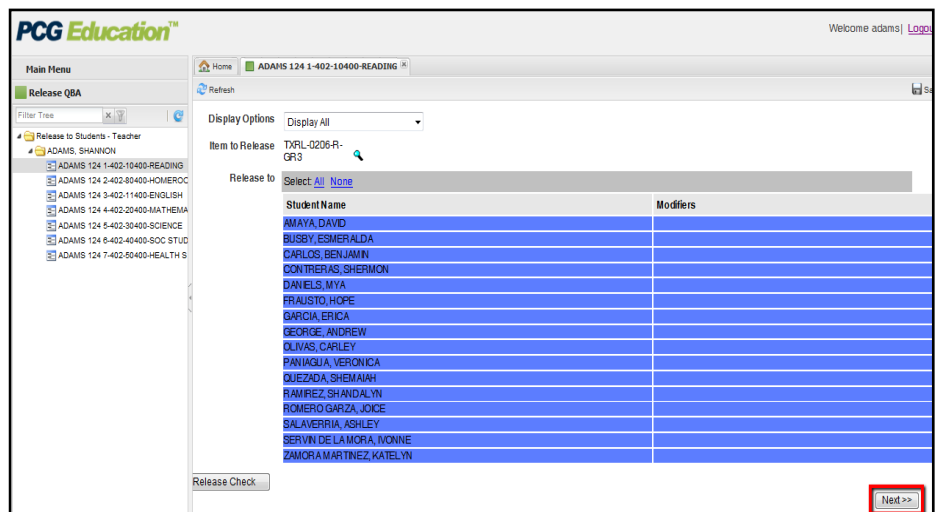 PCG Education™
Welcome adams| Logou
Main Menu
Release QBA
Filter Tree
Release to Students - Teacher
ADAMS, SHANNON
ADAMS 124 1-402-10400-READING
ADAMS 124 2-402-80400-HOMEROC
ADAMS 124 3-402-11400-ENGLISH
ADAMS 124 4-402-20400-MATHEMA
ADAMS 124 5-402-30400-SCIENCE
ADAMS 124 6-402-40400-SOC STUD
ADAMS 124 7-402-50400-HEALTH S
Home ADAMS 124 1-402-10400-READING
Refresh Sa
Display Options Display All
Item to Release TXRL-0206-R-
GR3
Release to Select: All None
Student Name Modifiers
AMAYA, DAVID
BUSBY, ESMERALDA
CARLOS, BENJAMIN
CONTRERAS, SHERMON
DANIELS, MYA
FRAUSTO, HOPE
GARCIA, ERICA
GEORGE, ANDREW
OLIVAS, CARLEY
PANIAGUA, VERONICA
QUEZADA, SHEMAIAH
RAMIREZ, SHANDALYN
ROMERO GARZA, JOICE
SALAVERRIA, ASHLEY
SERVIN DE LA MORA, IVONNE
ZAMORA MARTINEZ, KATELYN
Release Check
Next >>